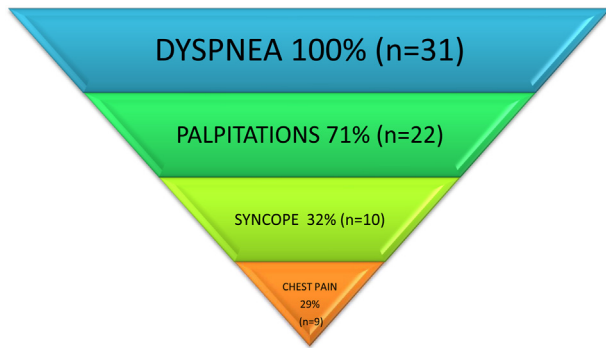 DYSPNEA 100% (n=31)
PALPITATIONS 71% (n=22)
SYNCOPE 32% (n=10)
CHEST PAIN
29%
(n=9)